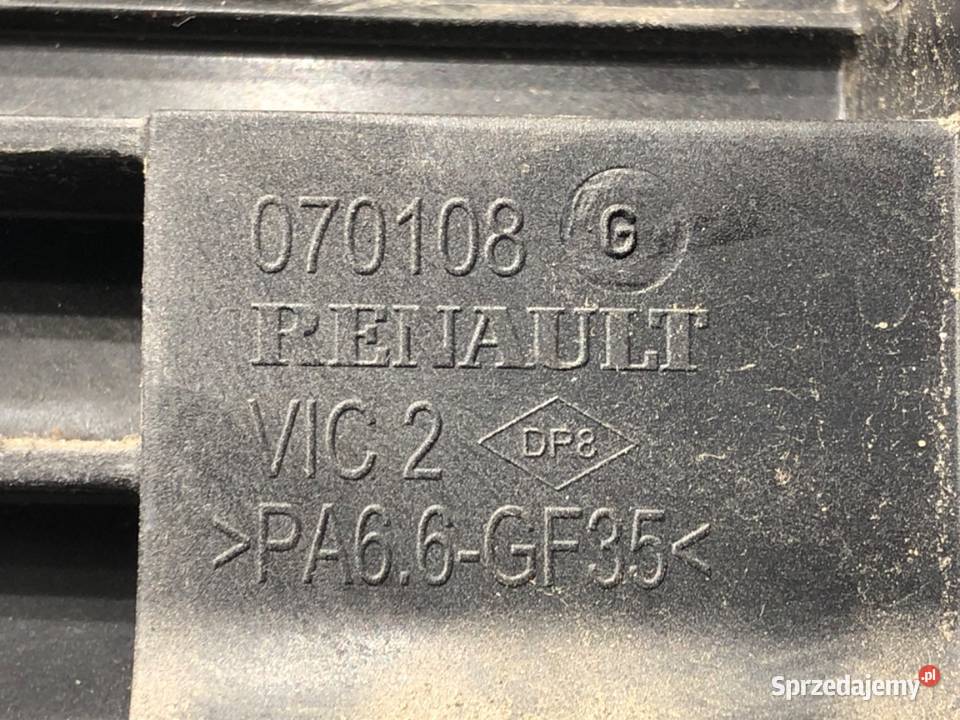 070108 G
RENAULT
VIC 2 DP8
>PA6.6-GF35<
Sprzedajemy.pl